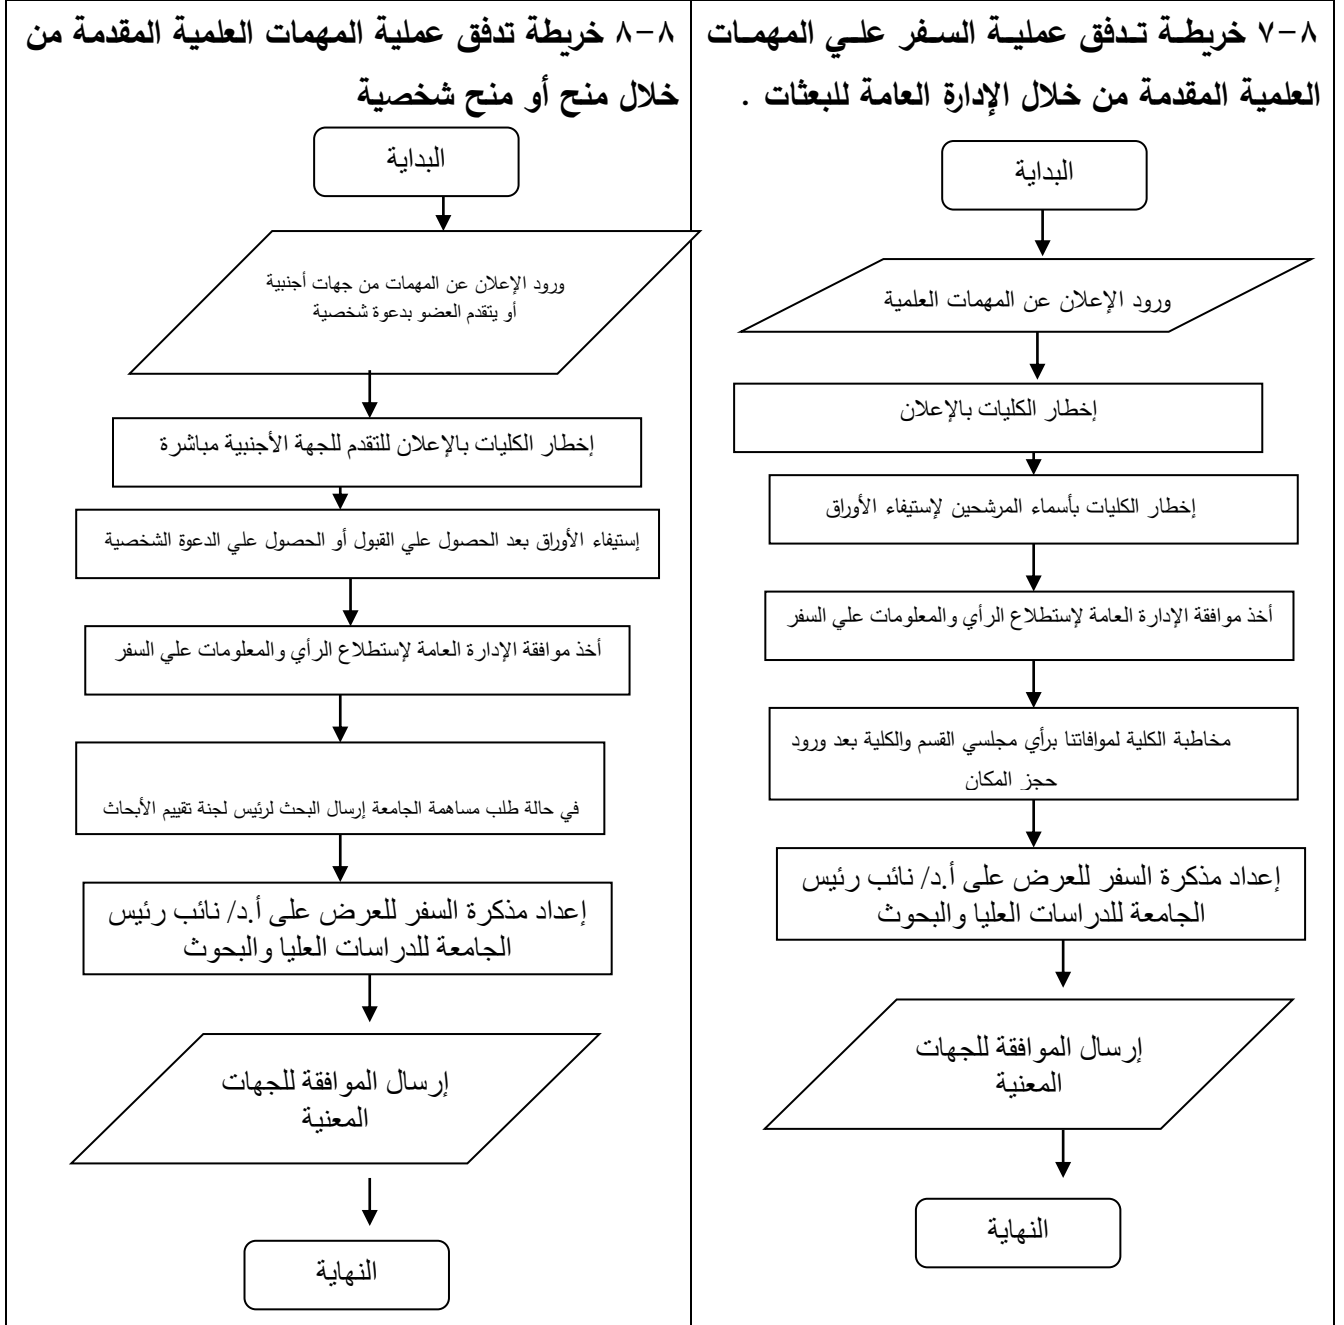 ٨-٧ خريطة تدفق عملية السفر علي المهمات
العلمية المقدمة من خلال الإدارة العامة للبعثات .
البداية
ورود الإعلان عن المهمات العلمية
إخطار الكليات بالإعلان
إخطار الكليات بأسماء المرشحين لإستيفاء الأوراق
أخذ موافقة الإدارة العامة لإستطلاع الرأي والمعلومات علي السفر
مخاطبة الكلية لموافاتنا برأي مجلسي القسم والكلية بعد ورود
حجز المكان
إعداد مذكرة السفر للعرض على أ.د/ نائب رئيس
الجامعة للدراسات العليا والبحوث
إرسال الموافقة للجهات
المعنية
النهاية
٨-٨ خريطة تدفق عملية المهمات العلمية المقدمة من
خلال منح أو منح شخصية
البداية
ورود الإعلان عن المهمات من جهات أجنبية
أو يتقدم العضو بدعوة شخصية
إخطار الكليات بالإعلان للتقدم للجهة الأجنبية مباشرة
إستيفاء الأوراق بعد الحصول علي القبول أو الحصول علي الدعوة الشخصية
أخذ موافقة الإدارة العامة لإستطلاع الرأي والمعلومات علي السفر
في حالة طلب مساهمة الجامعة إرسال البحث لرئيس لجنة تقييم الأبحاث
إعداد مذكرة السفر للعرض على أ.د/ نائب رئيس
الجامعة للدراسات العليا والبحوث
إرسال الموافقة للجهات
المعنية
النهاية